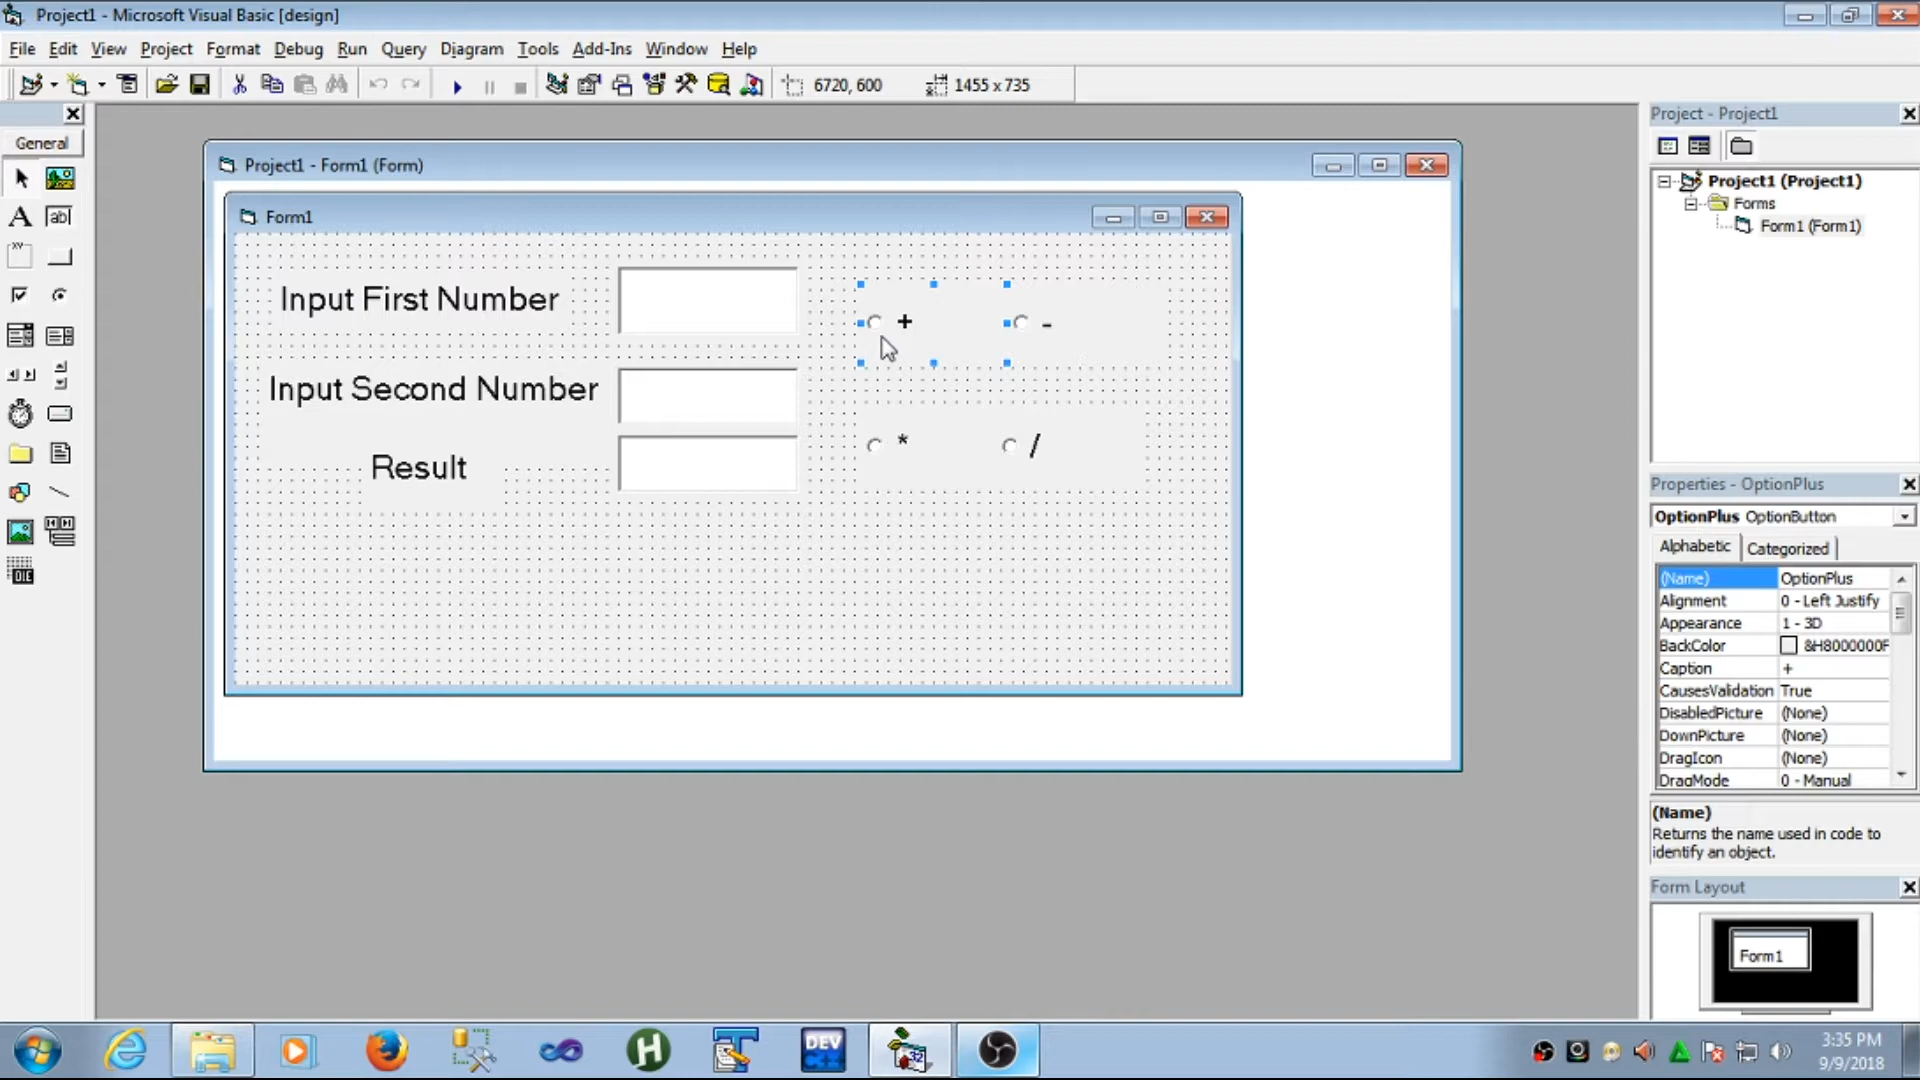 Project1 - Microsoft Visual Basic [design]
File Edit View Project Format Debug Run Query Diagram Tools Add-Ins Window Help
6720, 600 1455 x 735
General
A ab|
XY
Project1 - Form1 (Form)
Form1
Input First Number
+ -
Input Second Number
* /
Result
Project - Project1
Project1 (Project1)
Forms
Form1 (Form1)
Properties - OptionPlus
OptionPlus OptionButton
Alphabetic Categorized
(Name) OptionPlus
Alignment 0 - Left Justify
Appearance 1 - 3D
BackColor &H8000000F
Caption +
CausesValidation True
DisabledPicture (None)
DownPicture (None)
DragIcon (None)
DragMode 0 - Manual
(Name)
Returns the name used in code to
identify an object.
Form Layout
Form1
DEV
32
3:35 PM
9/9/2018